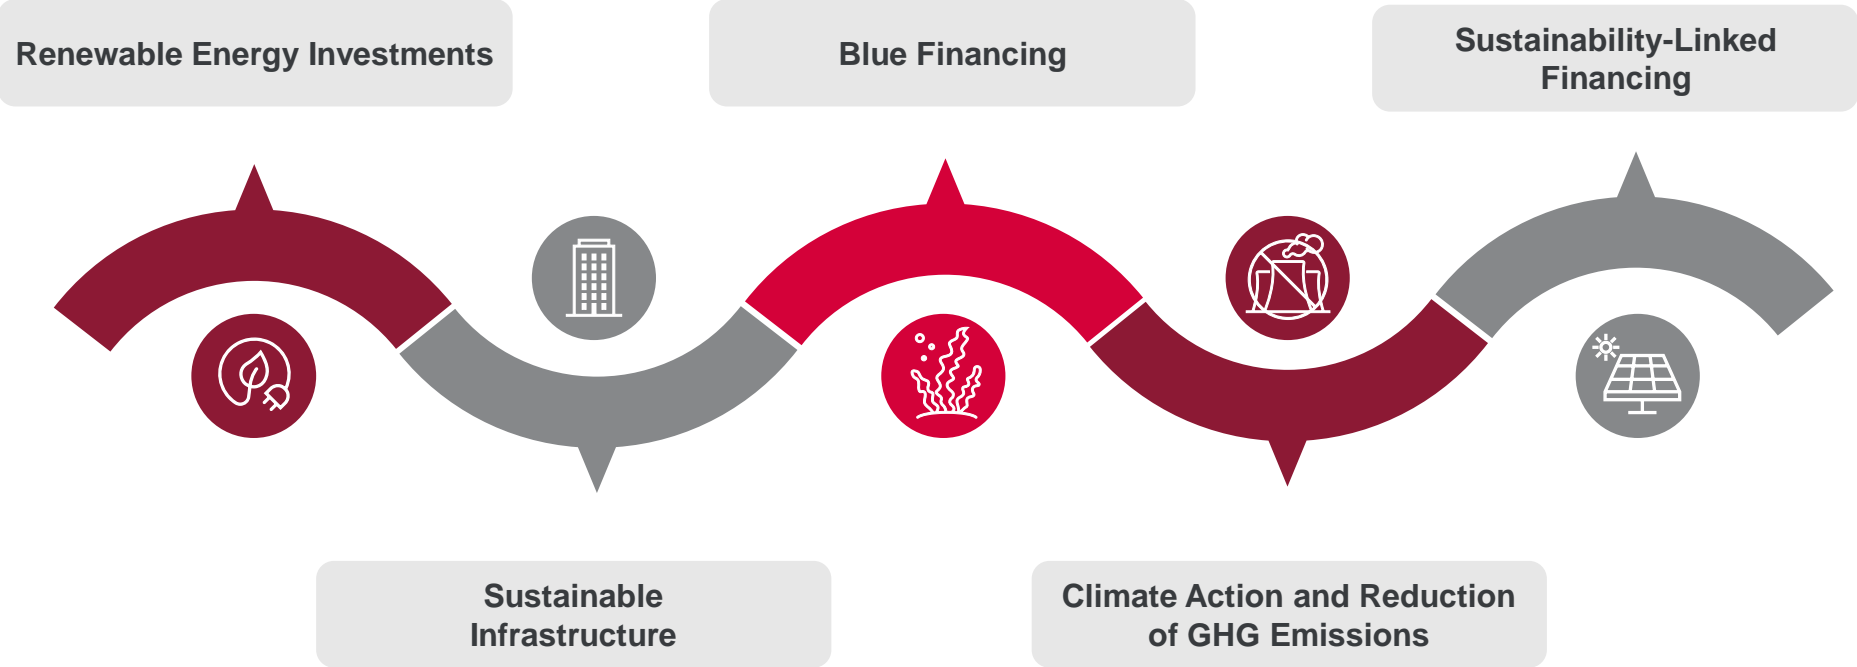 Renewable Energy Investments
Blue Financing
Sustainability-Linked
Financing
Sustainable
Infrastructure
Climate Action and Reduction
of GHG Emissions